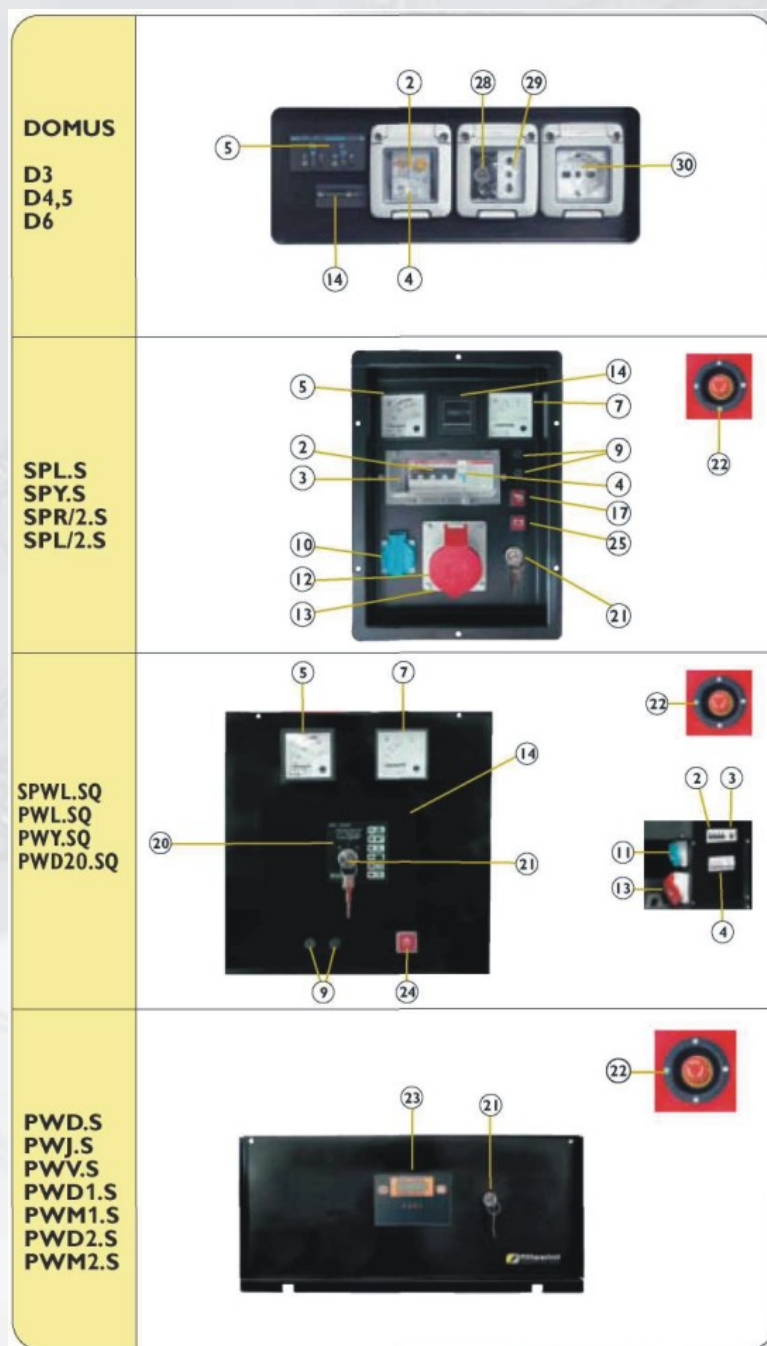 DOMUS
D3
D4,5
D6
2
28
29
5
30
14
4
SPL.S
SPY.S
SPR/2.S
SPL/2.S
5
14
7
2
9
3
4
17
10
25
12
13
21
22
SPWL.SQ
PWL.SQ
PWY.SQ
PWD20.SQ
5
7
14
20
21
9
24
22
2
3
11
13
4
PWD.S
PWJ.S
PWV.S
PWD1.S
PWM1.S
PWD2.S
PWM2.S
23
21
22